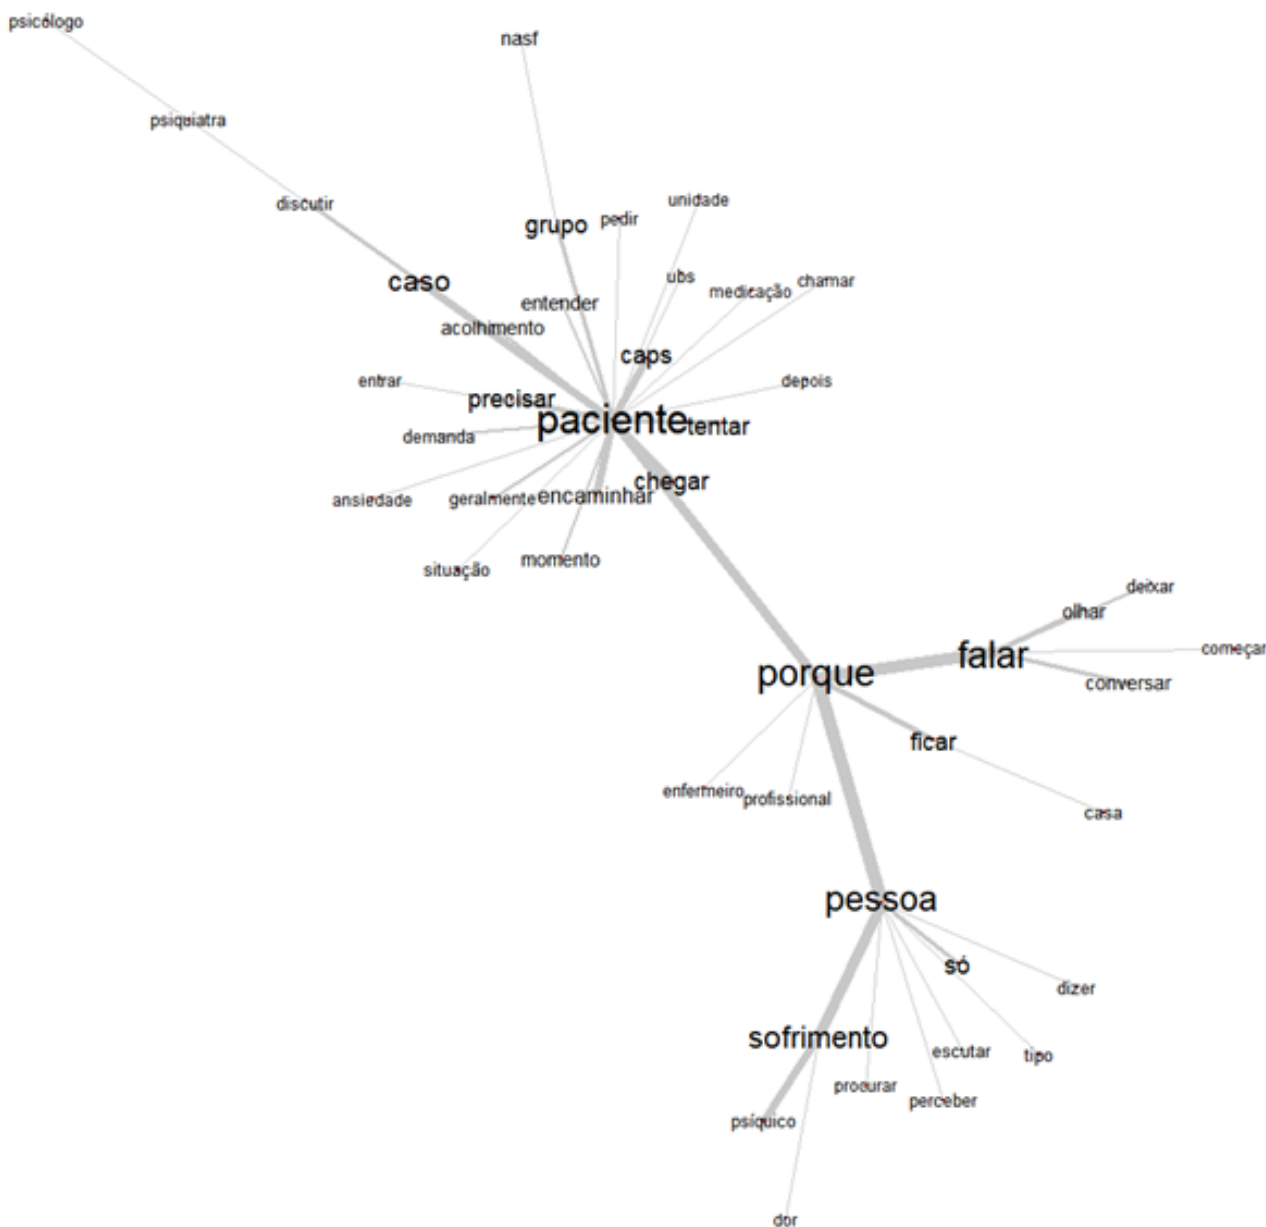 psicólogo
nasf
psiquiatra
unidade
discutir
grupo
pedir
ubs
caso
medicação
chamar
entender
acolhimento
caps
entrar
precisar
depois
paciente
tentar
demanda
chegar
ansiedade
geralmente
encaminhar
situação
momento
deixar
olhar
falar
começar
porque
conversar
ficar
enfermeiro
profissional
casa
pessoa
só
dizer
sofrimento
escutar
tipo
procurar
perceber
psíquico
dor